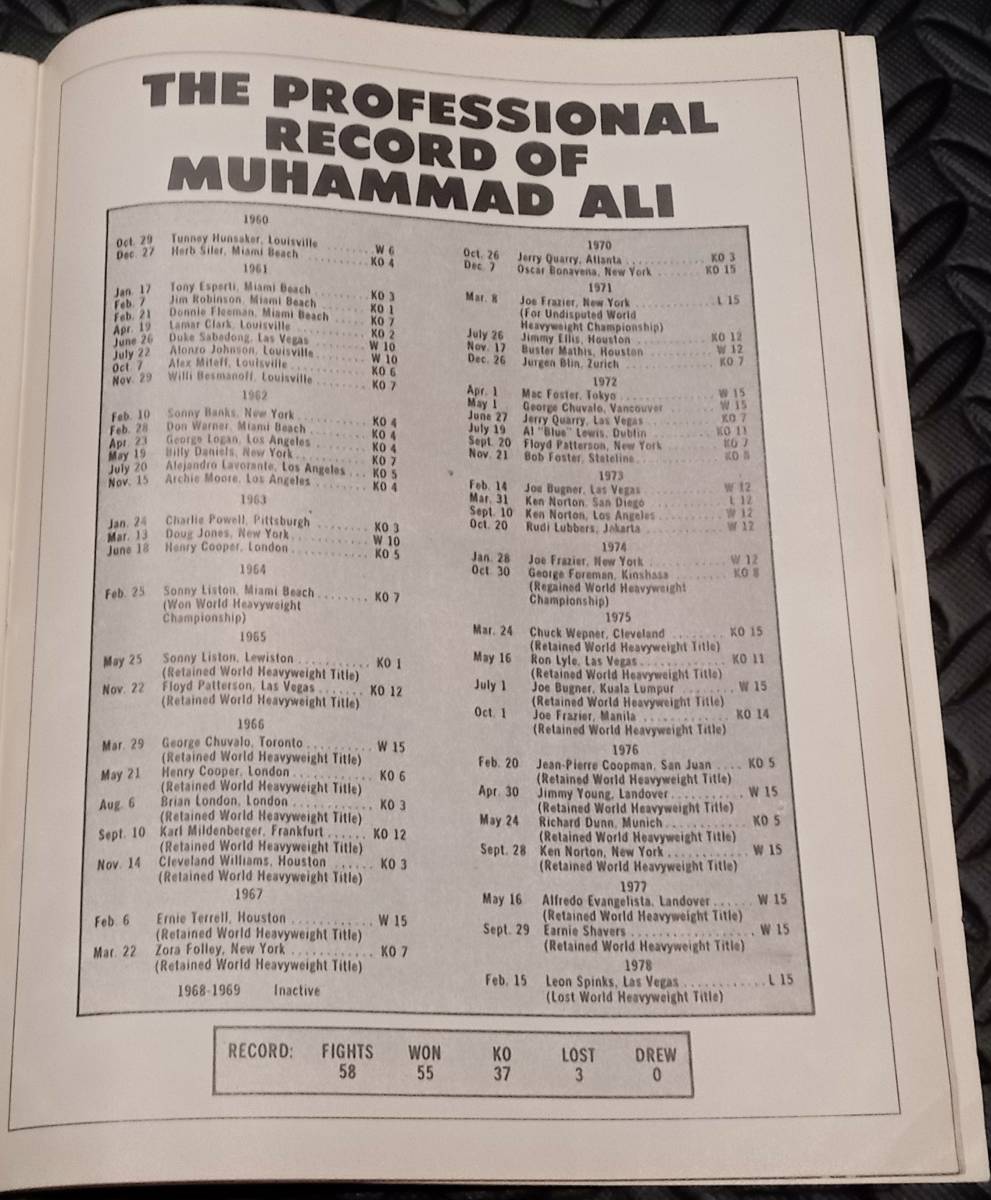 THE PROFESSIONAL
RECORD OF
MUHAMMAD ALI
1960
Oct. 29 Tunney Hunsaker, Louisville ........ W 6
Dec. 27 Herb Siler, Miami Beach ........ KO 4
1961
Jan. 17 Tony Esperti, Miami Beach ........ KO 3
Feb. 7 Jim Robinson, Miami Beach ........ KO 1
Feb. 21 Donnie Fleeman, Miami Beach ..... KO 7
Apr. 19 Lamar Clark, Louisville ........ KO 2
June 26 Duke Sabedong, Las Vegas ........ W 10
July 22 Alonzo Johnson, Louisville ........ W 10
Oct. 7 Alex Miteff, Louisville ........ KO 6
Nov. 29 Willi Besmanoff, Louisville ........ KO 7
1962
Feb. 10 Sonny Banks, New York ........ KO 4
Feb. 28 Don Warner, Miami Beach ........ KO 4
Apr. 23 George Logan, Los Angeles ........ KO 4
May 19 Billy Daniels, New York ........ KO 7
July 20 Alejandro Lavorante, Los Angeles ... KO 5
Nov. 15 Archie Moore, Los Angeles ........ KO 4
1963
Jan. 24 Charlie Powell, Pittsburgh ........ KO 3
Mar. 13 Doug Jones, New York ........ W 10
June 18 Henry Cooper, London ........ KO 5
1964
Feb. 25 Sonny Liston, Miami Beach ........ KO 7
(Won World Heavyweight
Championship)
1965
May 25 Sonny Liston, Lewiston ........ KO 1
(Retained World Heavyweight Title)
Nov. 22 Floyd Patterson, Las Vegas ....... KO 12
(Retained World Heavyweight Title)
1966
Mar. 29 George Chuvalo, Toronto ........ W 15
(Retained World Heavyweight Title)
May 21 Henry Cooper, London ........ KO 6
(Retained World Heavyweight Title)
Aug. 6 Brian London, London ........ KO 3
(Retained World Heavyweight Title)
Sept. 10 Karl Mildenberger, Frankfurt ...... KO 12
(Retained World Heavyweight Title)
Nov. 14 Cleveland Williams, Houston ...... KO 3
(Retained World Heavyweight Title)
1967
Feb. 6 Ernie Terrell, Houston ........ W 15
(Retained World Heavyweight Title)
Mar. 22 Zora Folley, New York ........ KO 7
(Retained World Heavyweight Title)
1968-1969 Inactive
1970
Oct. 26 Jerry Quarry, Atlanta ........ KO 3
Dec. 7 Oscar Bonavena, New York ...... KO 15
1971
Mar. 8 Joe Frazier, New York ........ L 15
(For Undisputed World
Heavyweight Championship)
July 26 Jimmy Ellis, Houston ........ KO 12
Nov. 17 Buster Mathis, Houston ........ W 12
Dec. 26 Jurgen Blin, Zurich ........ KO 7
1972
Apr. 1 Mac Foster, Tokyo ........ W 15
May 1 George Chuvalo, Vancouver ........ W 15
June 27 Jerry Quarry, Las Vegas ........ KO 7
July 19 Al "Blue" Lewis, Dublin ........ KO 11
Sept. 20 Floyd Patterson, New York ........ KO 7
Nov. 21 Bob Foster, Stateline ........ KO 8
1973
Feb. 14 Joe Bugner, Las Vegas ........ W 12
Mar. 31 Ken Norton, San Diego ........ L 12
Sept. 10 Ken Norton, Los Angeles ........ W 12
Oct. 20 Rudi Lubbers, Jakarta ........ W 12
1974
Jan. 28 Joe Frazier, New York ........ W 12
Oct. 30 George Foreman, Kinshasa ........ KO 8
(Regained World Heavyweight
Championship)
1975
Mar. 24 Chuck Wepner, Cleveland ........ KO 15
(Retained World Heavyweight Title)
May 16 Ron Lyle, Las Vegas ........ KO 11
(Retained World Heavyweight Title)
July 1 Joe Bugner, Kuala Lumpur ........ W 15
(Retained World Heavyweight Title)
Oct. 1 Joe Frazier, Manila ........ KO 14
(Retained World Heavyweight Title)
1976
Feb. 20 Jean-Pierre Coopman, San Juan .... KO 5
(Retained World Heavyweight Title)
Apr. 30 Jimmy Young, Landover ........ W 15
(Retained World Heavyweight Title)
May 24 Richard Dunn, Munich ........ KO 5
(Retained World Heavyweight Title)
Sept. 28 Ken Norton, New York ........ W 15
(Retained World Heavyweight Title)
1977
May 16 Alfredo Evangelista, Landover ...... W 15
(Retained World Heavyweight Title)
Sept. 29 Earnie Shavers ........ W 15
(Retained World Heavyweight Title)
1978
Feb. 15 Leon Spinks, Las Vegas ........ L 15
(Lost World Heavyweight Title)
RECORD: FIGHTS WON KO LOST DREW
58 55 37 3 0